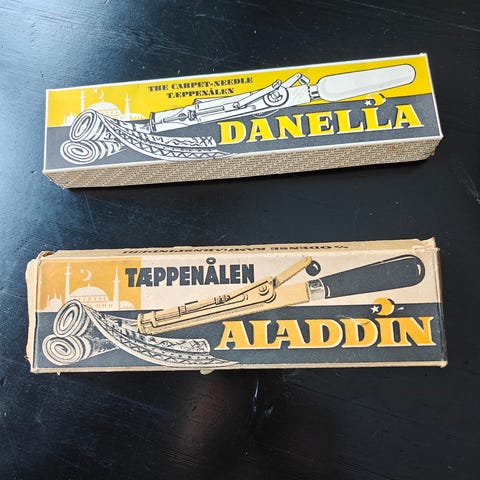 THE CARPET-NEEDLE
TÆPPENÅLEN
DANELLA
TÆPPENÅLEN
ALADDIN